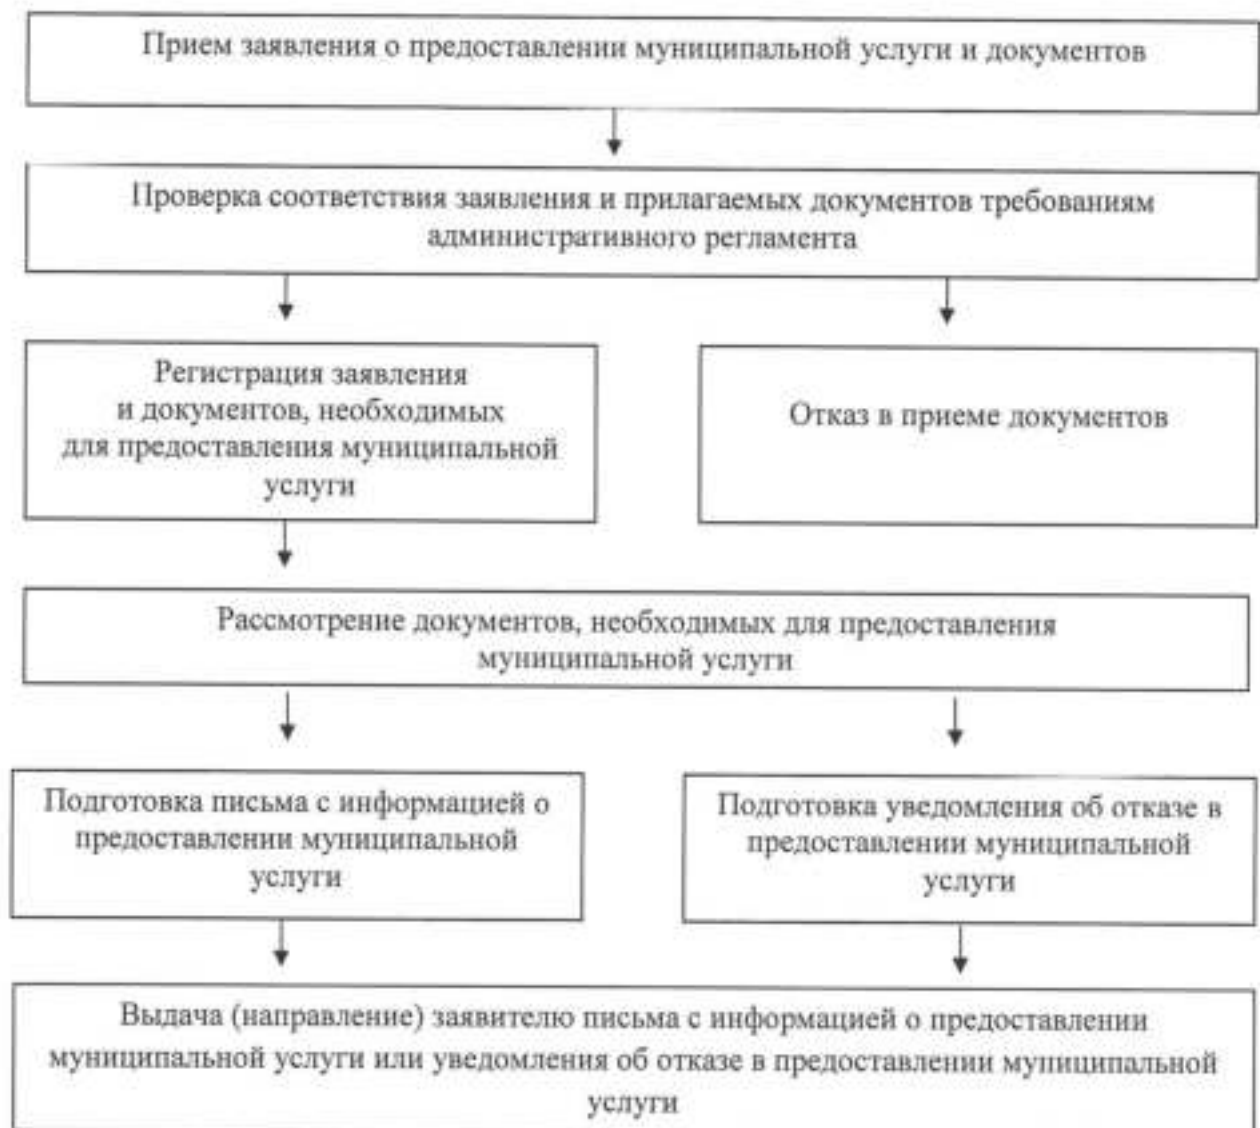 Прием заявления о предоставлении муниципальной услуги и документов
Проверка соответствия заявления и прилагаемых документов требованиям
административного регламента
Регистрация заявления
и документов, необходимых
для предоставления муниципальной
услуги
Отказ в приеме документов
Рассмотрение документов, необходимых для предоставления
муниципальной услуги
Подготовка письма с информацией о
предоставлении муниципальной
услуги
Подготовка уведомления об отказе в
предоставлении муниципальной
услуги
Выдача (направление) заявителю письма с информацией о предоставлении
муниципальной услуги или уведомления об отказе в предоставлении муниципальной
услуги